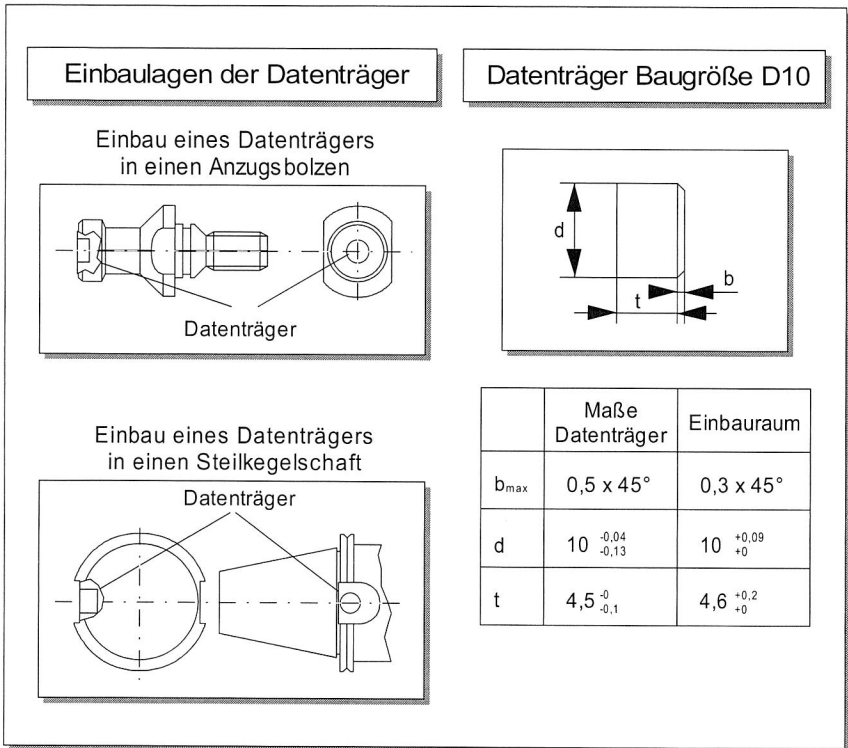 Einbaulagen der Datenträger
Datenträger Baugröße D10
Einbau eines Datenträgers
in einen Anzugsbolzen
Datenträger
Einbau eines Datenträgers
in einen Steilkegelschaft
Datenträger
d
t
b
Maße
Datenträger
Einbauraum
bmax 0,5 x 45° 0,3 x 45°
d 10 -0,04 -0,13 10 +0,09 +0
t 4,5 -0 -0,1 4,6 +0,2 +0